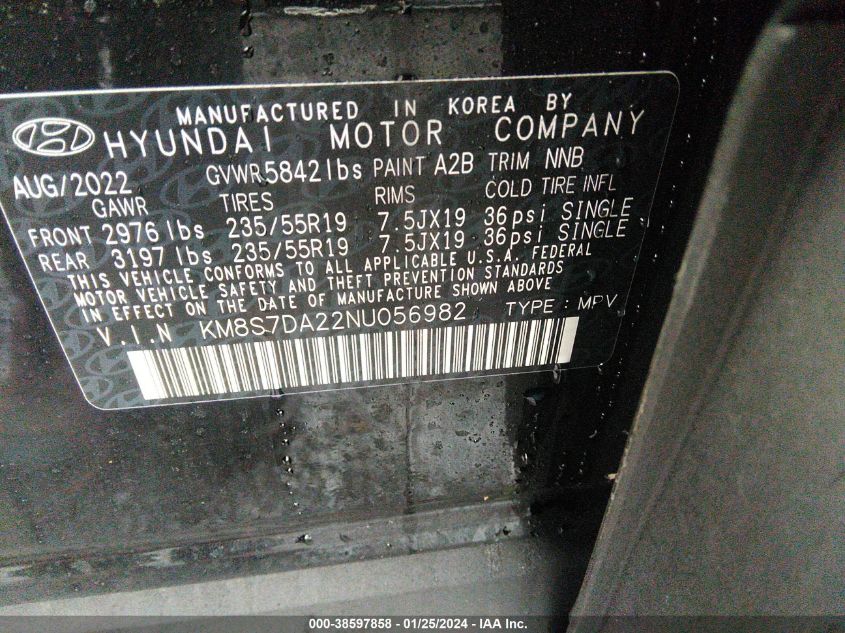 MANUFACTURED IN KOREA BY
HYUNDAI MOTOR COMPANY
AUG/2022 GVWR 5842 lbs PAINT A2B TRIM NNB
GAWR TIRES RIMS COLD TIRE INFL
FRONT 2976 lbs 235/55R19 7.5JX19 36psi SINGLE
REAR 3197 lbs 235/55R19 7.5JX19 36psi SINGLE
THIS VEHICLE CONFORMS TO ALL APPLICABLE U.S.A. FEDERAL
MOTOR VEHICLE SAFETY AND THEFT PREVENTION STANDARDS
IN EFFECT ON THE DATE OF MANUFACTURE SHOWN ABOVE
V.I.N KM8S7DA22NU056982 TYPE : MPV
000-38597858 - 01/25/2024 - IAA Inc.